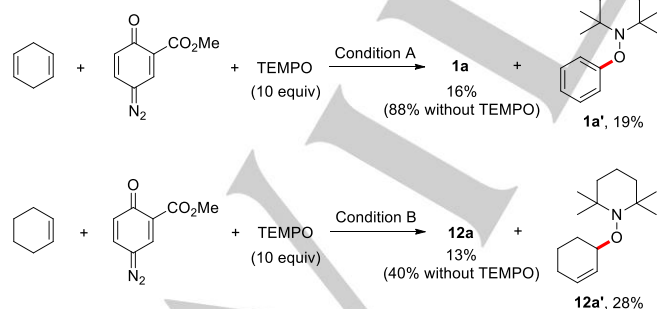 O
CO₂Me
N₂
+
+
TEMPO
(10 equiv)
Condition A
1a
16%
(88% without TEMPO)
+
N
O
1a', 19%
O
CO₂Me
N₂
+
+
TEMPO
(10 equiv)
Condition B
12a
13%
(40% without TEMPO)
+
N
O
12a', 28%